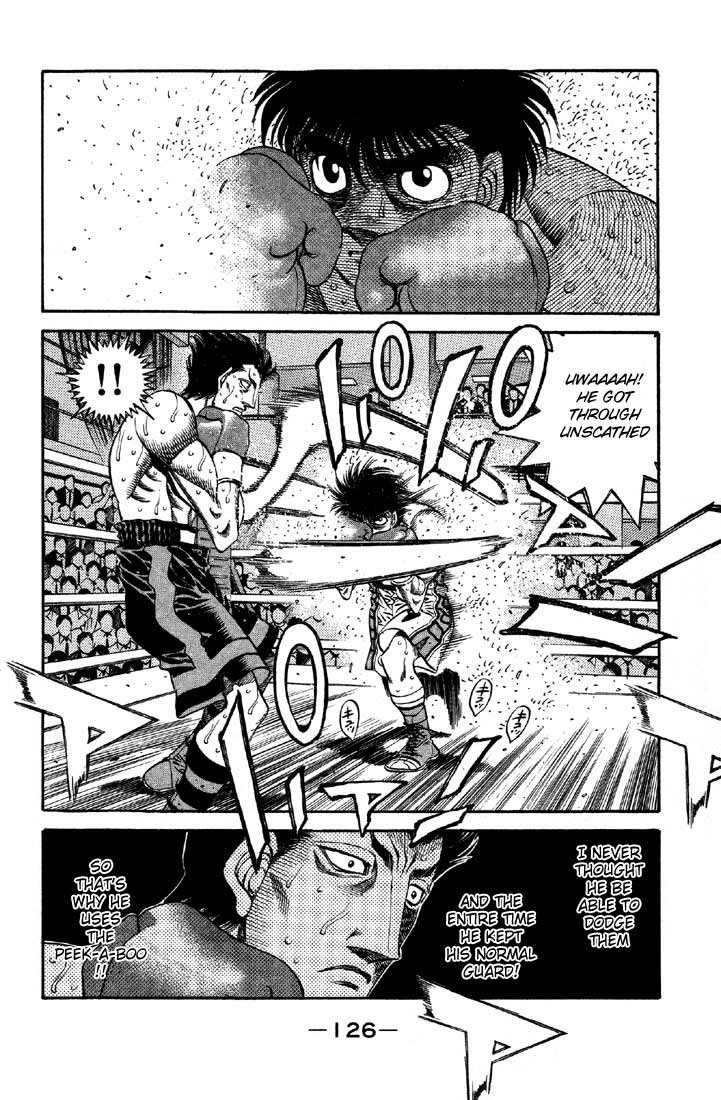 UWAAAAH!
HE GOT
THROUGH
UNSCATHED
!!
I NEVER
THOUGHT
HE BE
ABLE TO
DODGE
THEM
AND THE
ENTIRE TIME
HE KEPT
HIS NORMAL
GUARD!
SO
THAT'S
WHY HE
USES
THE
PEEK-A-BOO
!!
—126—